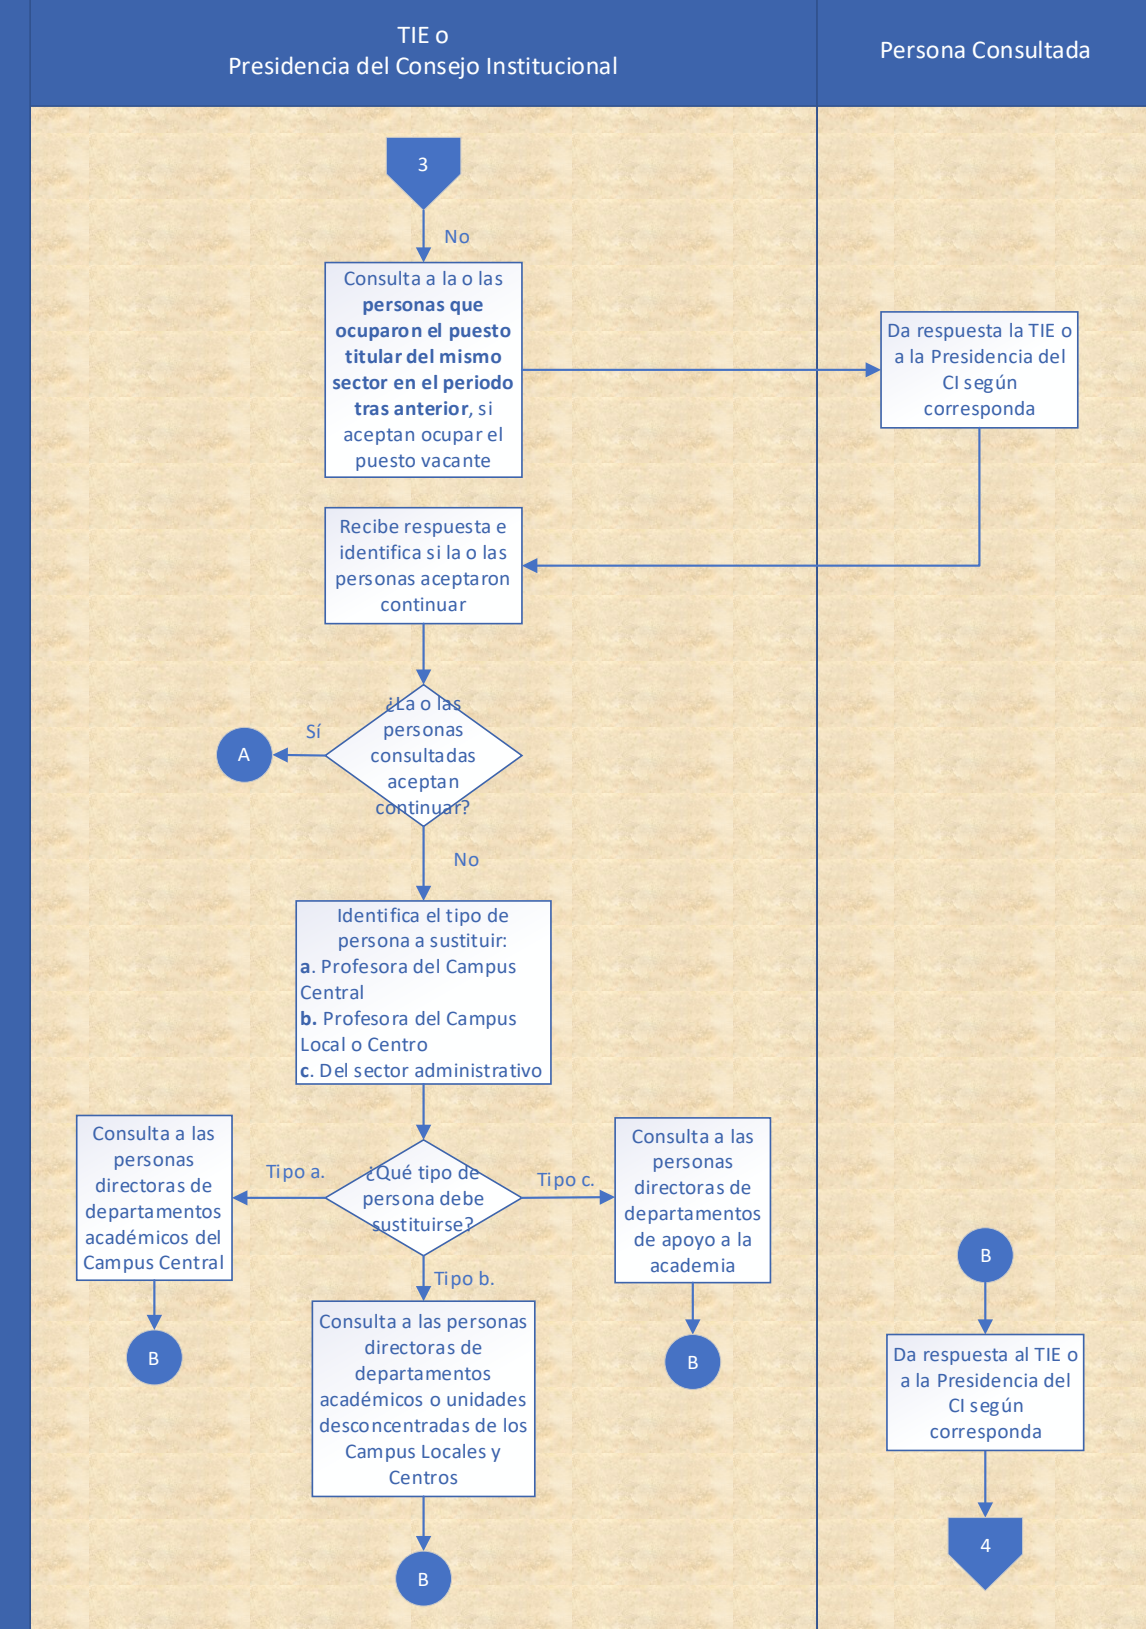 TIE o
Presidencia del Consejo Institucional
Persona Consultada
3
No
Consulta a la o las
personas que
ocuparon el puesto
titular del mismo
sector en el periodo
tras anterior, si
aceptan ocupar el
puesto vacante
Da respuesta la TIE o
a la Presidencia del
CI según
corresponda
Recibe respuesta e
identifica si la o las
personas aceptaron
continuar
¿La o las
personas
consultadas
aceptan
continuar?
Sí
A
No
Identifica el tipo de
persona a sustituir:
a. Profesora del Campus
Central
b. Profesora del Campus
Local o Centro
c. Del sector administrativo
¿Qué tipo de
persona debe
sustituirse?
Tipo a.
Consulta a las
personas
directoras de
departamentos
académicos del
Campus Central
B
Tipo b.
Consulta a las personas
directoras de
departamentos
académicos o unidades
desconcentradas de los
Campus Locales y
Centros
B
Tipo c.
Consulta a las
personas
directoras de
departamentos
de apoyo a la
academia
B
B
Da respuesta al TIE o
a la Presidencia del
CI según
corresponda
4